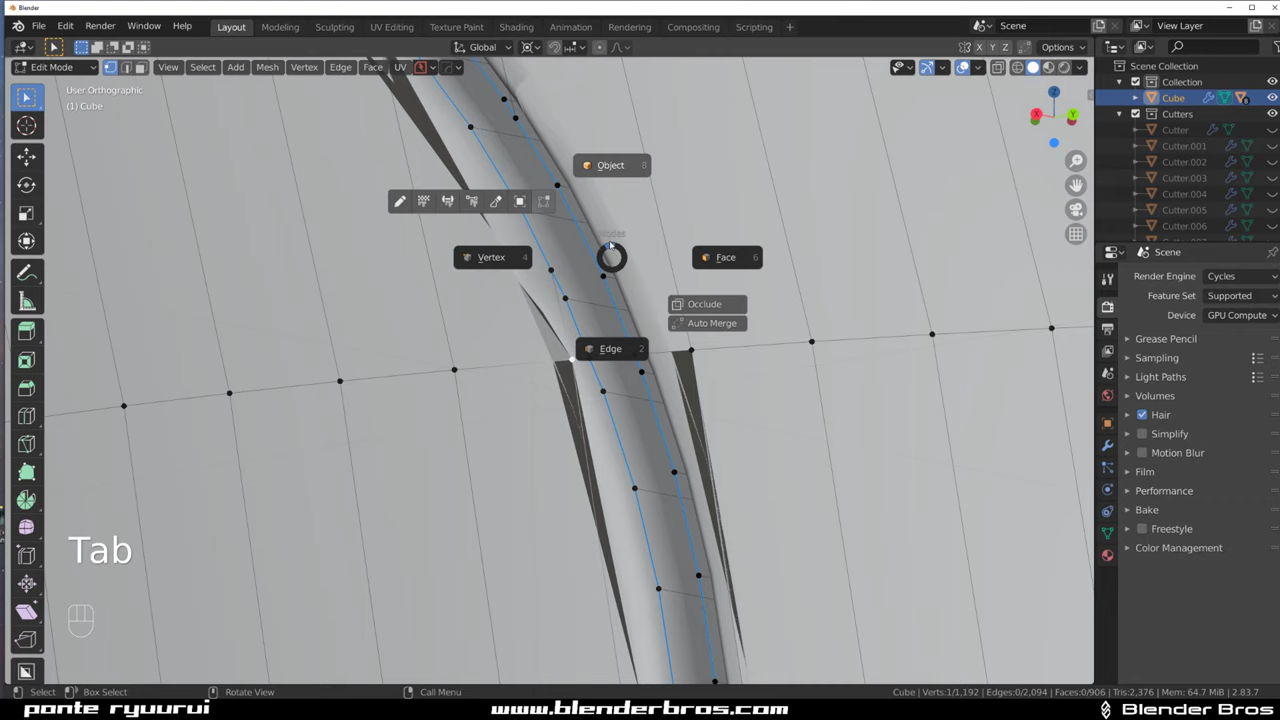 Blender
File Edit Render Window Help Layout Modeling Sculpting UV Editing Texture Paint Shading Animation Rendering Compositing Scripting + Scene View Layer
Global X Y Z Options
Edit Mode View Select Add Mesh Vertex Edge Face UV
User Orthographic
(1) Cube
Z
X Y
Object 8
Nodes
Vertex 4
Face 6
Occlude
Auto Merge
Edge 2
Tab
Scene Collection
Collection
Cube
Cutters
Cutter
Cutter.001
Cutter.002
Cutter.003
Cutter.004
Cutter.005
Cutter.006
Render Engine Cycles
Feature Set Supported
Device GPU Compute
Grease Pencil
Sampling
Light Paths
Volumes
Hair
Simplify
Motion Blur
Film
Performance
Bake
Freestyle
Color Management
Select Box Select Rotate View Call Menu Cube | Verts:1/1,192 | Edges:0/2,094 | Faces:0/906 | Tris:2,376 | Mem: 64.7 MiB | 2.83.7
ponte ryuurui www.blenderbros.com Blender Bros